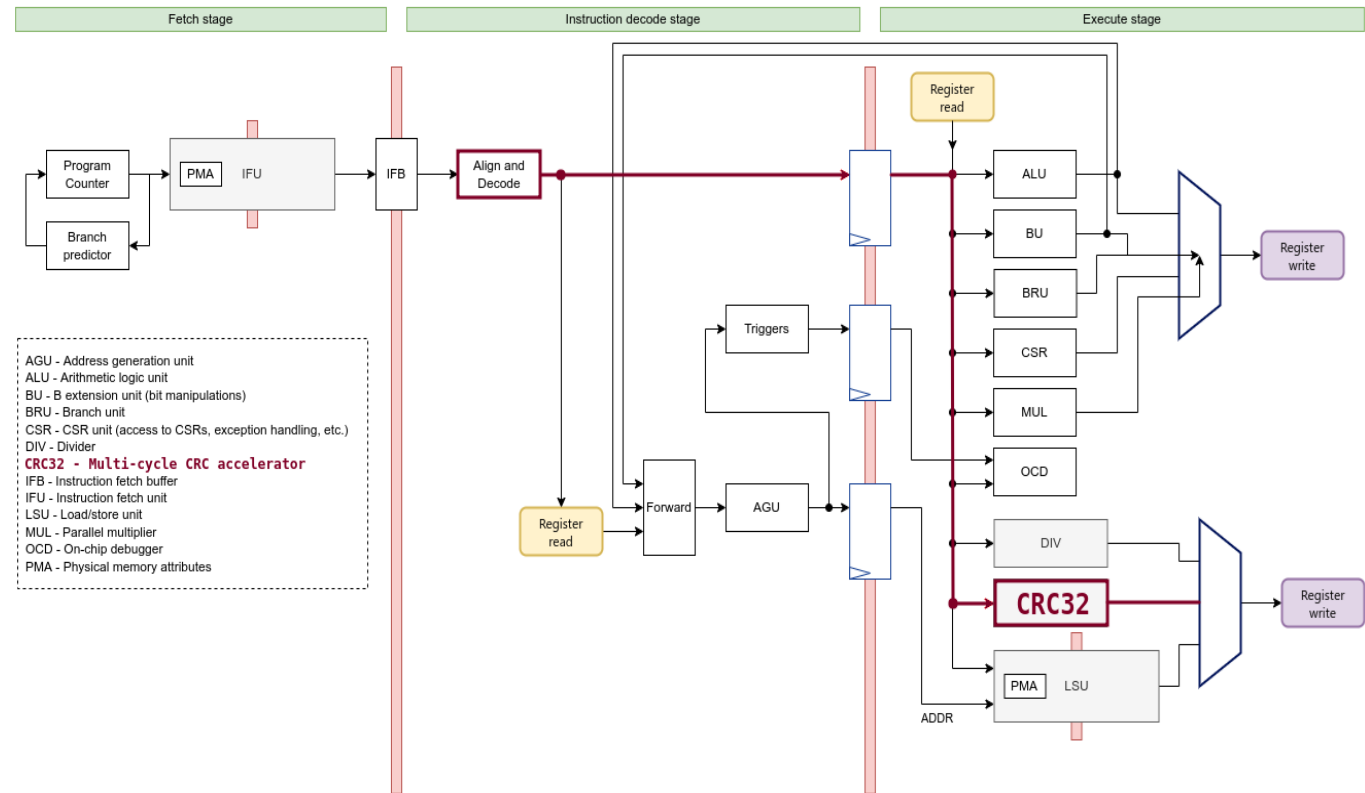 Fetch stage
Instruction decode stage
Execute stage
Register
read
Program
Counter
PMA
IFU
IFB
Align and
Decode
ALU
Branch
predictor
BU
Register
write
BRU
Triggers
CSR
MUL
OCD
AGU - Address generation unit
ALU - Arithmetic logic unit
BU - B extension unit (bit manipulations)
BRU - Branch unit
CSR - CSR unit (access to CSRs, exception handling, etc.)
DIV - Divider
CRC32 - Multi-cycle CRC accelerator
IFB - Instruction fetch buffer
IFU - Instruction fetch unit
LSU - Load/store unit
MUL - Parallel multiplier
OCD - On-chip debugger
PMA - Physical memory attributes
Register
read
Forward
AGU
DIV
CRC32
Register
write
PMA
LSU
ADDR